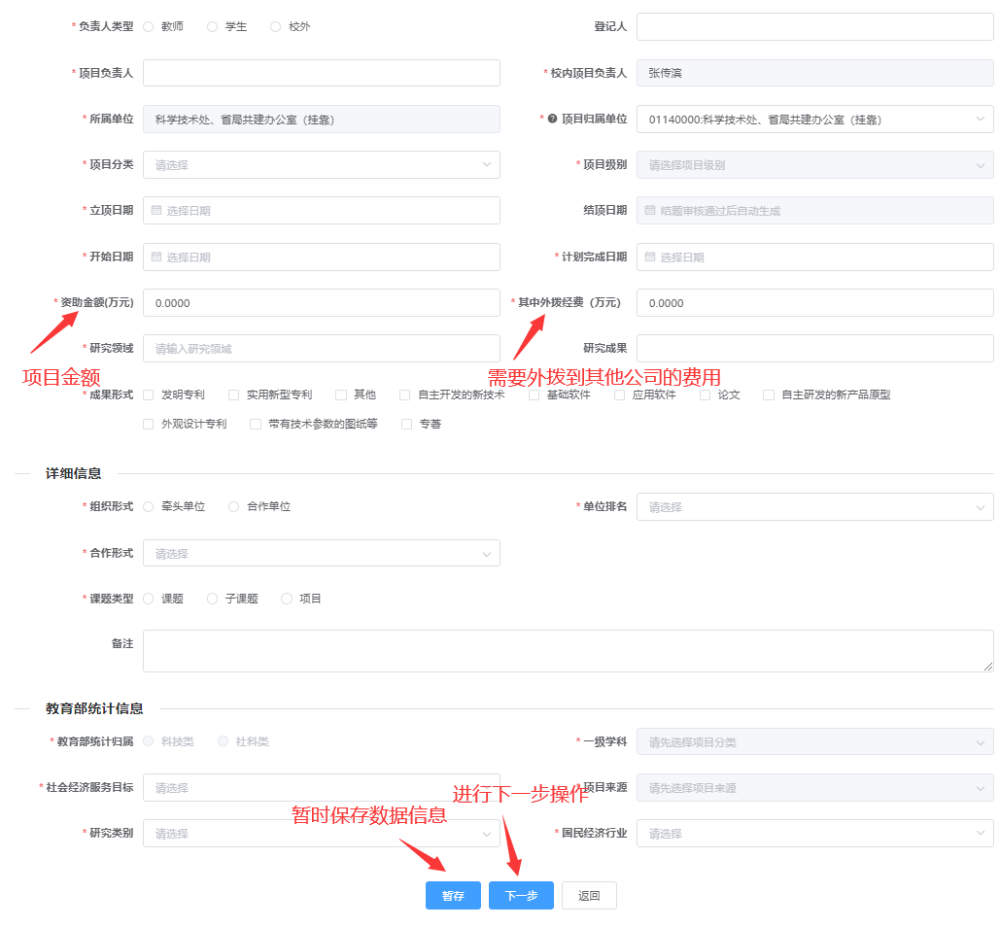 * 负责人类型 教师 学生 校外 登记人
* 项目负责人 * 校内项目负责人 张传滨
* 所属单位 科学技术处、省局共建办公室（挂靠） * 项目归属单位 01140000:科学技术处、省局共建办公室（挂靠）
* 项目分类 请选择 * 项目级别 请选择项目级别
* 立项日期 选择日期 结项日期 结题审核通过后自动生成
* 开始日期 选择日期 * 计划完成日期 选择日期
* 资助金额(万元) 0.0000 * 其中外拨经费（万元） 0.0000
* 研究领域 请输入研究领域 研究成果
项目金额 需要外拨到其他公司的费用
* 成果形式 发明专利 实用新型专利 其他 自主开发的新技术 基础软件 应用软件 论文 自主研发的新产品原型
外观设计专利 带有技术参数的图纸等 专著
详细信息
* 组织形式 牵头单位 合作单位 * 单位排名 请选择
* 合作形式 请选择
* 课题类型 课题 子课题 项目
备注
教育部统计信息
* 教育部统计归属 科技类 社科类 * 一级学科 请先选择项目分类
* 社会经济服务目标 请选择 * 项目来源 请先选择项目来源
进行下一步操作
暂时保存数据信息
* 研究类别 请选择 * 国民经济行业 请选择
暂存 下一步 返回